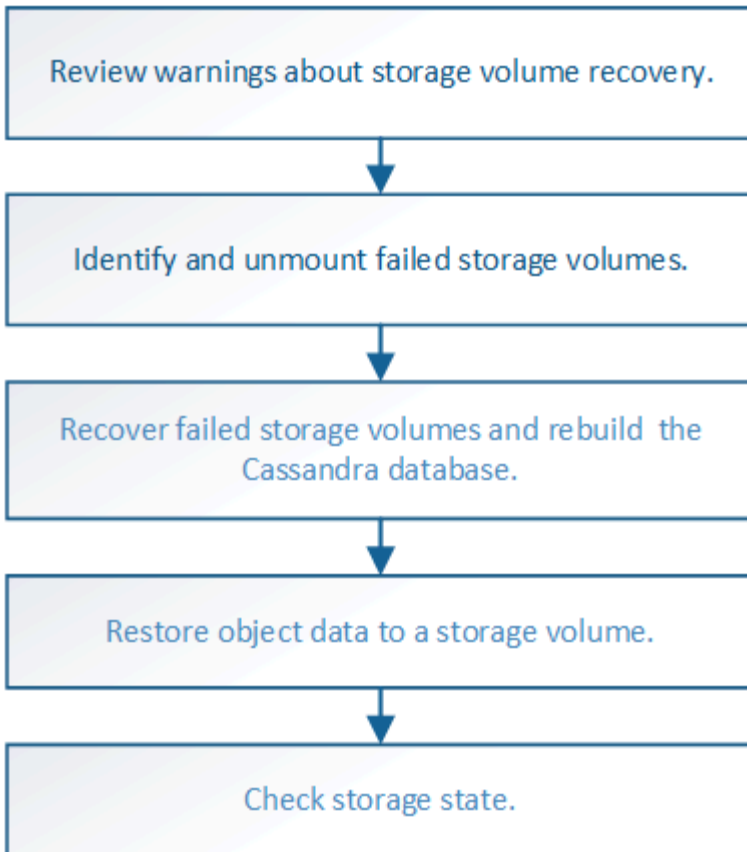 Review warnings about storage volume recovery.
Identify and unmount failed storage volumes.
Recover failed storage volumes and rebuild the
Cassandra database.
Restore object data to a storage volume.
Check storage state.